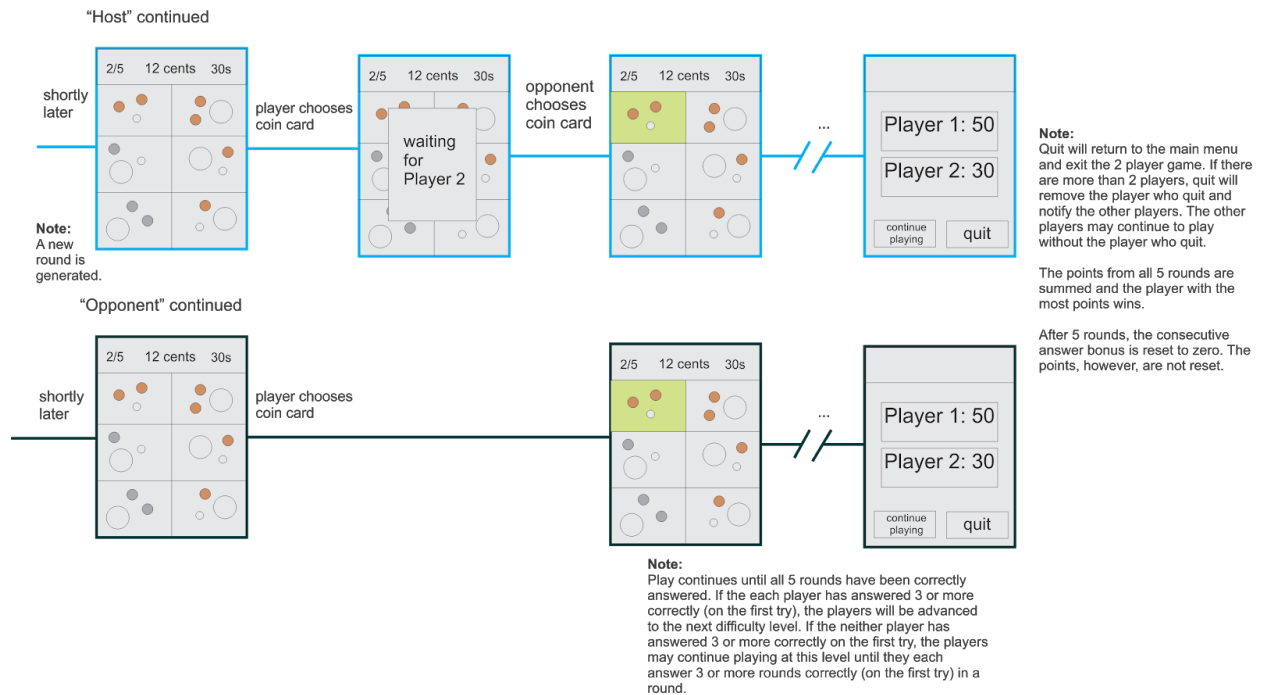 “Host” continued
shortly
later
2/5 12 cents 30s
player chooses
coin card
2/5 12 cents 30s
waiting
for
Player 2
opponent
chooses
coin card
2/5 12 cents 30s
...
Player 1: 50
Player 2: 30
continue
playing
quit
Note:
A new
round is
generated.
Note:
Quit will return to the main menu
and exit the 2 player game. If there
are more than 2 players, quit will
remove the player who quit and
notify the other players. The other
players may continue to play
without the player who quit.
The points from all 5 rounds are
summed and the player with the
most points wins.
After 5 rounds, the consecutive
answer bonus is reset to zero. The
points, however, are not reset.
“Opponent” continued
shortly
later
2/5 12 cents 30s
player chooses
coin card
2/5 12 cents 30s
...
Player 1: 50
Player 2: 30
continue
playing
quit
Note:
Play continues until all 5 rounds have been correctly
answered. If the each player has answered 3 or more
correctly (on the first try), the players will be advanced
to the next difficulty level. If the neither player has
answered 3 or more correctly on the first try, the players
may continue playing at this level until they each
answer 3 or more rounds correctly (on the first try) in a
round.